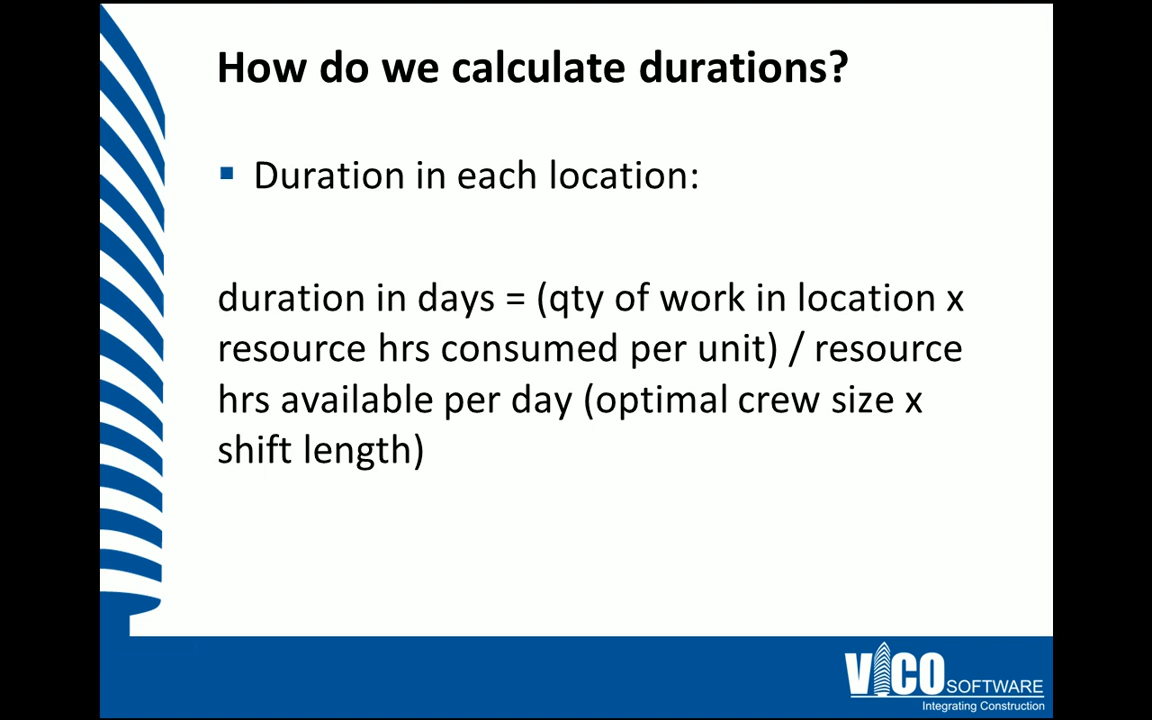 How do we calculate durations?
▪ Duration in each location:
duration in days = (qty of work in location x
resource hrs consumed per unit) / resource
hrs available per day (optimal crew size x
shift length)
VICO SOFTWARE
Integrating Construction